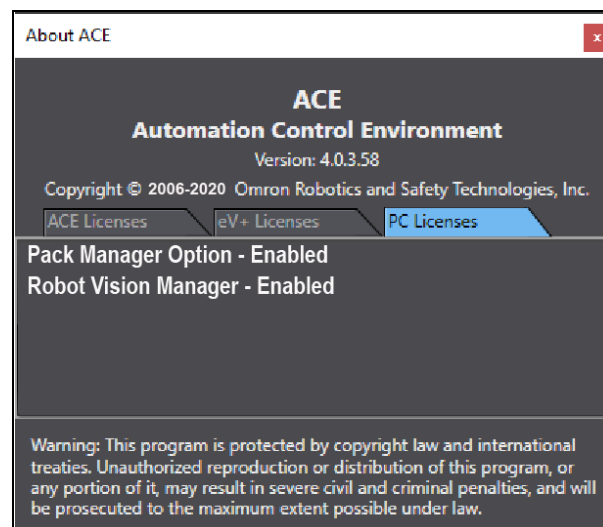 About ACE
x
ACE
Automation Control Environment
Version: 4.0.3.58
Copyright © 2006-2020 Omron Robotics and Safety Technologies, Inc.
ACE Licenses eV+ Licenses PC Licenses
Pack Manager Option - Enabled
Robot Vision Manager - Enabled
Warning: This program is protected by copyright law and international
treaties. Unauthorized reproduction or distribution of this program, or
any portion of it, may result in severe civil and criminal penalties, and will
be prosecuted to the maximum extent possible under law.